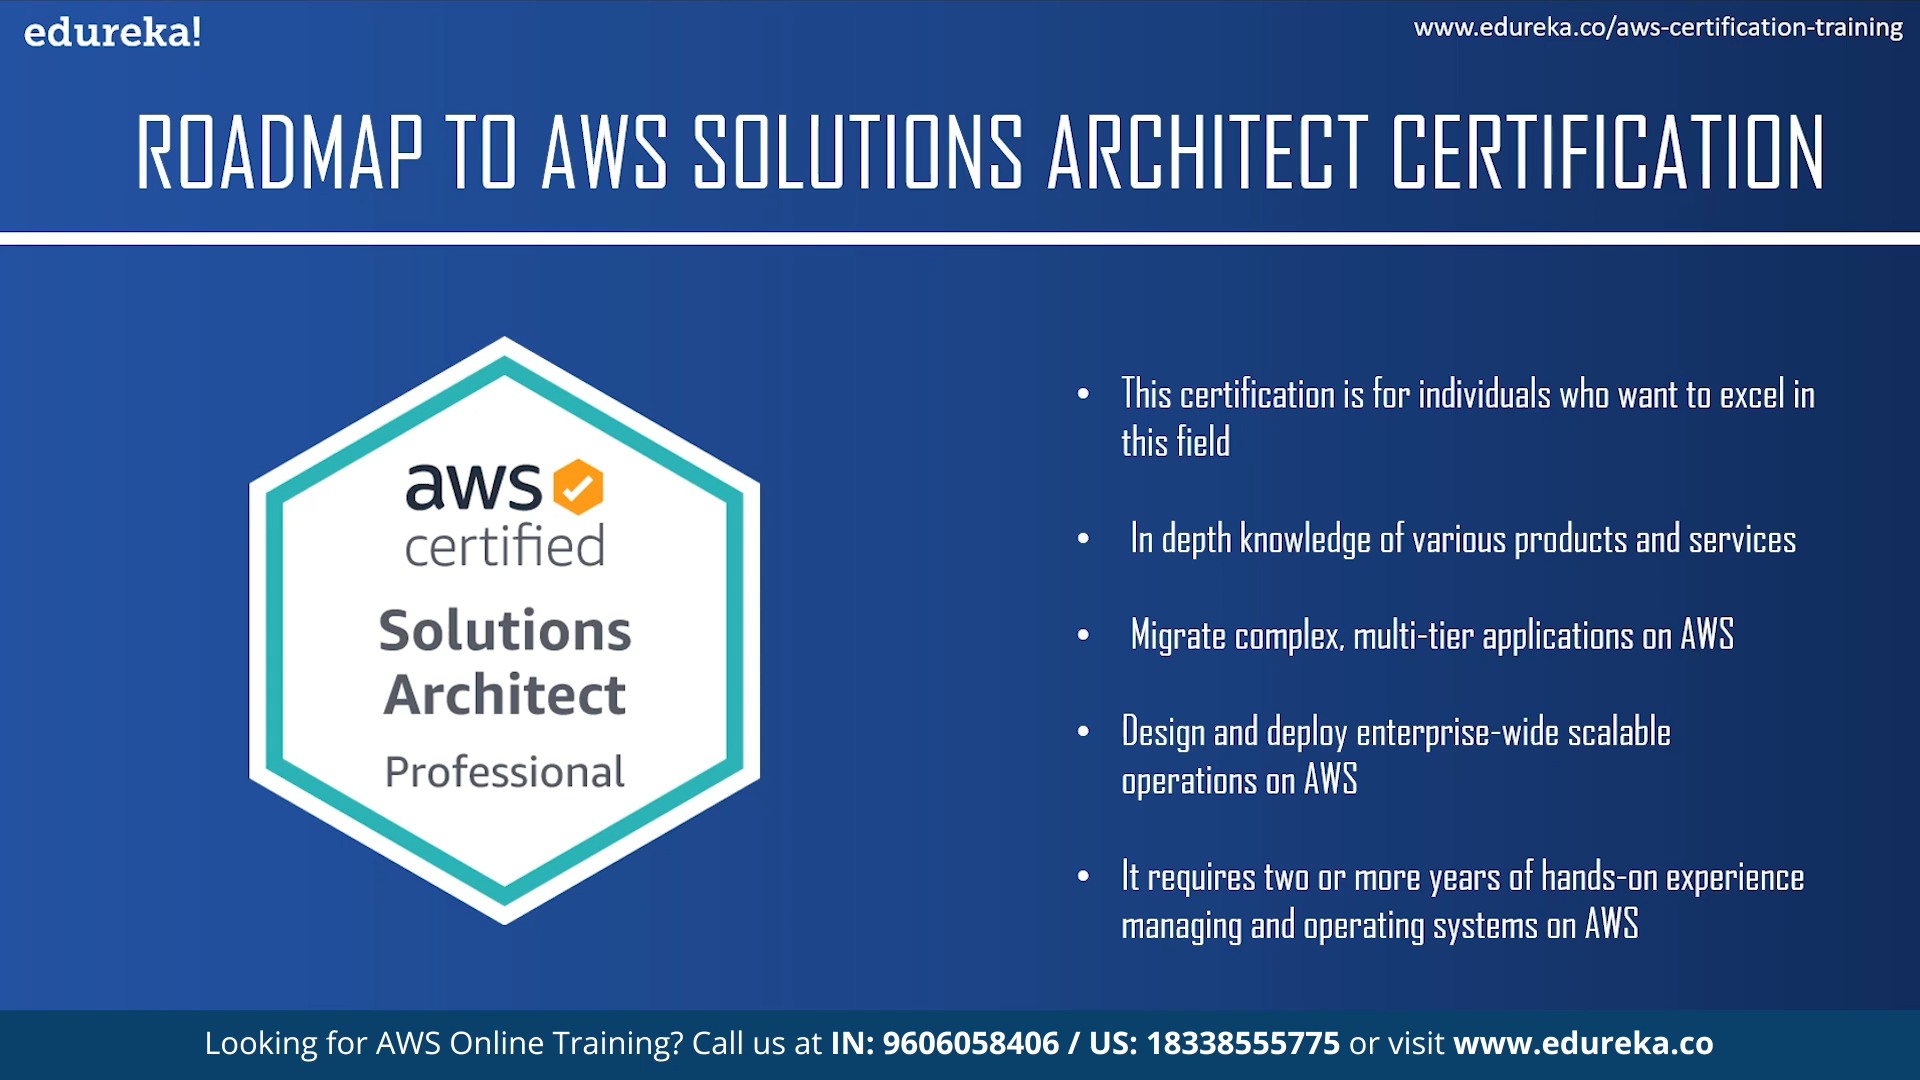 edureka!
www.edureka.co/aws-certification-training
ROADMAP TO AWS SOLUTIONS ARCHITECT CERTIFICATION
aws
certified
Solutions
Architect
Professional
• This certification is for individuals who want to excel in
this field
• In depth knowledge of various products and services
• Migrate complex, multi-tier applications on AWS
• Design and deploy enterprise-wide scalable
operations on AWS
• It requires two or more years of hands-on experience
managing and operating systems on AWS
Looking for AWS Online Training? Call us at IN: 9606058406 / US: 18338555775 or visit www.edureka.co